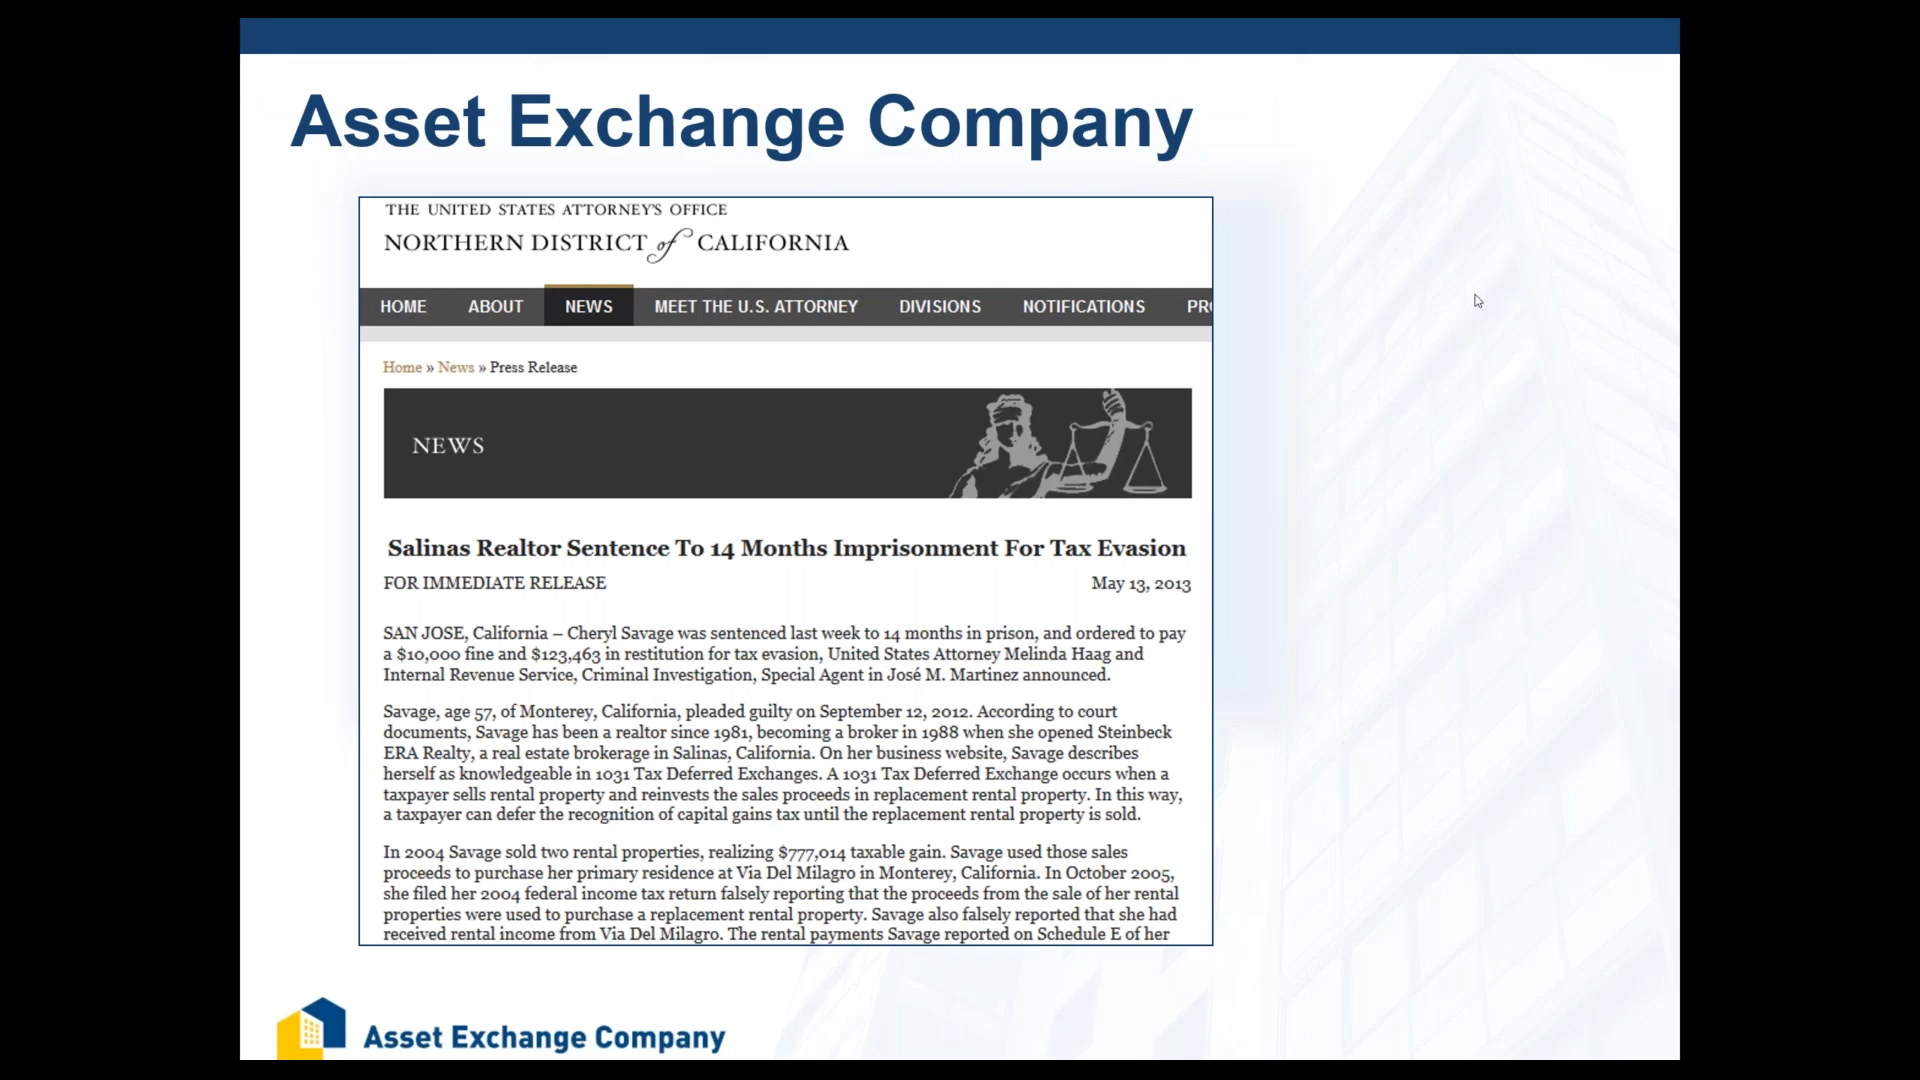 Asset Exchange Company
THE UNITED STATES ATTORNEY'S OFFICE
NORTHERN DISTRICT of CALIFORNIA
HOME ABOUT NEWS MEET THE U.S. ATTORNEY DIVISIONS NOTIFICATIONS PR
Home » News » Press Release
NEWS
Salinas Realtor Sentence To 14 Months Imprisonment For Tax Evasion
FOR IMMEDIATE RELEASE May 13, 2013
SAN JOSE, California – Cheryl Savage was sentenced last week to 14 months in prison, and ordered to pay
a $10,000 fine and $123,463 in restitution for tax evasion, United States Attorney Melinda Haag and
Internal Revenue Service, Criminal Investigation, Special Agent in José M. Martinez announced.
Savage, age 57, of Monterey, California, pleaded guilty on September 12, 2012. According to court
documents, Savage has been a realtor since 1981, becoming a broker in 1988 when she opened Steinbeck
ERA Realty, a real estate brokerage in Salinas, California. On her business website, Savage describes
herself as knowledgeable in 1031 Tax Deferred Exchanges. A 1031 Tax Deferred Exchange occurs when a
taxpayer sells rental property and reinvests the sales proceeds in replacement rental property. In this way,
a taxpayer can defer the recognition of capital gains tax until the replacement rental property is sold.
In 2004 Savage sold two rental properties, realizing $777,014 taxable gain. Savage used those sales
proceeds to purchase her primary residence at Via Del Milagro in Monterey, California. In October 2005,
she filed her 2004 federal income tax return falsely reporting that the proceeds from the sale of her rental
properties were used to purchase a replacement rental property. Savage also falsely reported that she had
received rental income from Via Del Milagro. The rental payments Savage reported on Schedule E of her
Asset Exchange Company